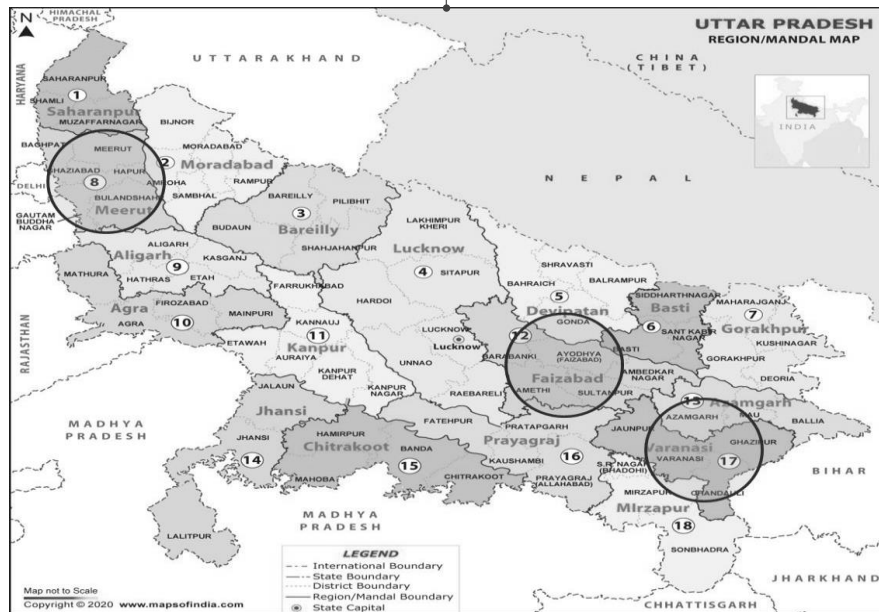 HIMACHAL
PRADESH
N
UTTAR PRADESH
REGION/MANDAL MAP
UTTARAKHAND
CHINA
(TIBET)
INDIA
HARYANA
SAHARANPUR
1
SHAMLI
Saharanpur
MUZAFFARNAGAR
BIJNOR
BAGHPAT
MEERUT
MORADABAD
2
Moradabad
GHAZIABAD
HAPUR
DELHI
8
AMROHA
RAMPUR
BULANDSHAHR
SAMBHAL
Meerut
GAUTAM
BUDDHA
NAGAR
NEPAL
BAREILLY
PILIBHIT
3
BUDAUN
Bareilly
SHAHJAHANPUR
LAKHIMPUR
KHERI
Lucknow
4
SITAPUR
HARDOI
ALIGARH
Aligarh
KASGANJ
9
HATHRAS
ETAH
MATHURA
FARRUKHABAD
FIROZABAD
Agra
MAINPURI
AGRA
10
RAJASTHAN
SHRAVASTI
BAHRAICH
BALRAMPUR
5
Devipatan
GONDA
SIDDHARTHNAGAR
Basti
MAHARAJGANJ
7
6
SANT KABIR
NAGAR
Gorakhpur
KUSHINAGAR
BASTI
GORAKHPUR
DEORIA
KANNAUJ
11
ETAWAH
Kanpur
AURAIYA
KANPUR
DEHAT
KANPUR
NAGAR
LUCKNOW
Lucknow
UNNAO
RAEBARELI
12
BARABANKI
AYODHYA
(FAIZABAD)
Faizabad
AMETHI
SULTANPUR
AMBEDKAR
NAGAR
13
Azamgarh
AZAMGARH
MAU
BALLIA
MADHYA
PRADESH
JALAUN
Jhansi
JHANSI
14
HAMIRPUR
Chitrakoot
MAHOBA
FATEHPUR
BANDA
15
CHITRAKOOT
PRATAPGARH
Prayagraj
KAUSHAMBI
16
PRAYAGRAJ
(ALLAHABAD)
JAUNPUR
GHAZIPUR
Varanasi
VARANASI
17
S.R. NAGAR
(BHADOHI)
CHANDAULI
MIRZAPUR
MIrzapur
18
SONBHADRA
BIHAR
LALITPUR
MADHYA
PRADESH
JHARKHAND
CHHATTISGARH
LEGEND
International Boundary
State Boundary
District Boundary
Region/Mandal Boundary
State Capital
Map not to Scale
Copyright © 2020 www.mapsofindia.com